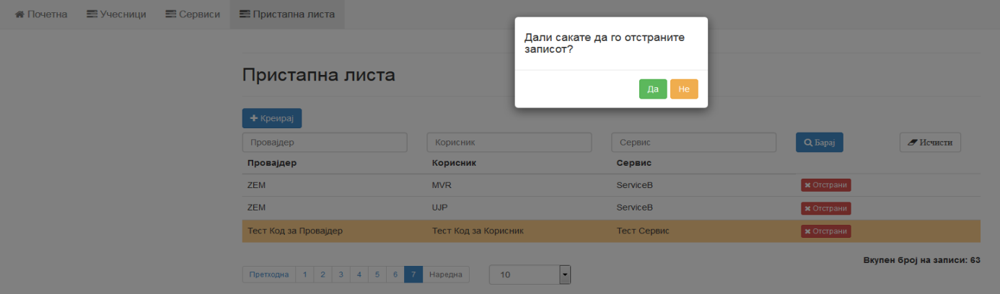 Почетна Учесници Сервиси Пристапна листа
Дали сакате да го отстраните
записот?
Да Не
Пристапна листа
Креирај
Провајдер Корисник Сервис Барај Исчисти
Провајдер Корисник Сервис
ZEM MVR ServiceB Отстрани
ZEM UJP ServiceB Отстрани
Тест Код за Провајдер Тест Код за Корисник Тест Сервис Отстрани
Вкупен број на записи: 63
Претходна 1 2 3 4 5 6 7 Наредна 10